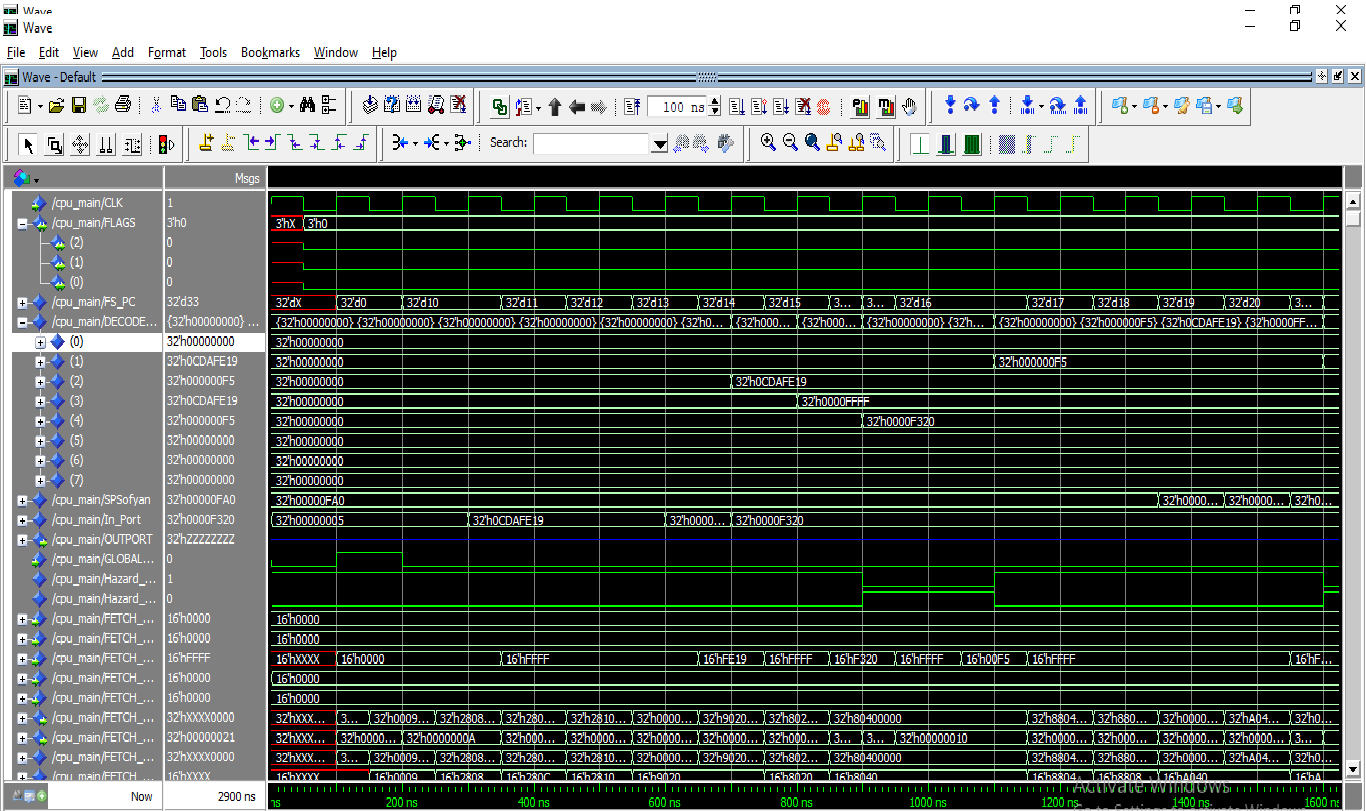 Wave
Wave
File Edit View Add Format Tools Bookmarks Window Help
Wave - Default
100 ns
Search:
Msgs
/cpu_main/CLK 1
/cpu_main/FLAGS 3'h0 3'hX 3'h0
(2) 0
(1) 0
(0) 0
/cpu_main/FS_PC 32'd33 32'dX 32'd0 32'd10 32'd11 32'd12 32'd13 32'd14 32'd15 3... 3... 32'd16 32'd17 32'd18 32'd19 32'd20 3...
/cpu_main/DECODE... {32'h00000000} ... {32'h00000000} {32'h00000000} {32'h00000000} {32'h00000000} {32'h00000000} {32'h0... {32'h000... {32'h000... {32'h00000000} {32'h... {32'h00000000} {32'h000000F5} {32'h0CDAFE19} {32'h0000FF...
(0) 32'h00000000 32'h00000000
(1) 32'h0CDAFE19 32'h00000000 32'h000000F5
(2) 32'h000000F5 32'h00000000 32'h0CDAFE19
(3) 32'h0CDAFE19 32'h00000000 32'h0000FFFF
(4) 32'h000000F5 32'h00000000 32'h0000F320
(5) 32'h00000000 32'h00000000
(6) 32'h00000000 32'h00000000
(7) 32'h00000000 32'h00000000
/cpu_main/SPSofyan 32'h00000FA0 32'h00000FA0 32'h0000... 32'h0000... 32'h0...
/cpu_main/In_Port 32'h0000F320 32'h00000005 32'h0CDAFE19 32'h0000... 32'h0000F320
/cpu_main/OUTPORT 32'hZZZZZZZZ
/cpu_main/GLOBAL... 0
/cpu_main/Hazard_... 1
/cpu_main/Hazard_... 0
/cpu_main/FETCH_... 16'h0000 16'h0000
/cpu_main/FETCH_... 16'h0000 16'h0000
/cpu_main/FETCH_... 16'hFFFF 16'hXXXX 16'h0000 16'hFFFF 16'hFE19 16'hFFFF 16'hF320 16'hFFFF 16'h00F5 16'hFFFF 16'hF...
/cpu_main/FETCH_... 16'h0000 16'h0000
/cpu_main/FETCH_... 16'h0000 16'h0000
/cpu_main/FETCH_... 32'hXXXX0000 32'hXXX... 3... 32'h0009... 32'h2808... 32'h280... 32'h2810... 32'h0000... 32'h9020... 32'h802... 32'h80400000 32'h8804... 32'h880... 32'h0000... 32'hA04... 32'h0...
/cpu_main/FETCH_... 32'h00000021 32'hXXX... 32'h0000... 32'h0000000A 32'h000... 32'h0000... 32'h0000... 32'h0000... 32'h000... 3... 3... 32'h00000010 32'h0000... 32'h000... 32'h0000... 32'h0000... 3...
/cpu_main/FETCH_... 32'hXXXX0000 32'hXXX... 3... 32'h0009... 32'h2808... 32'h280... 32'h2810... 32'h0000... 32'h9020... 32'h802... 32'h80400000 32'h8804... 32'h880... 32'h0000... 32'hA04... 32'h0...
/cpu_main/FETCH_... 16'hXXXX 16'hXXXX 16'h0009 16'h2808 16'h280C 16'h2810 16'h9020 16'h8020 16'h8040 16'h8804 16'h8808 16'hA040 16'hA...
Now 2900 ns ns 200 ns 400 ns 600 ns 800 ns 1000 ns 1200 ns 1400 ns 1600 ns
Activate Windows